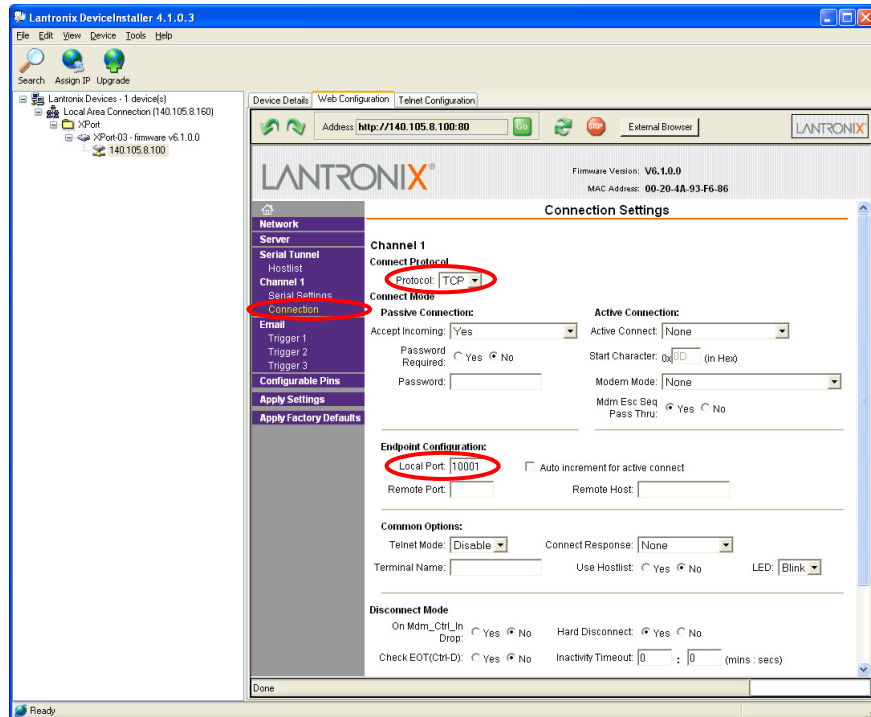 Lantronix DeviceInstaller 4.1.0.3
File Edit View Device Tools Help
Search Assign IP Upgrade
Lantronix Devices - 1 device(s)
Local Area Connection (140.105.8.160)
XPort
XPort-03 - firmware v6.1.0.0
140.105.8.100
Device Details Web Configuration Telnet Configuration
Address http://140.105.8.100:80 Go STOP External Browser LANTRONIX
LANTRONIX®
Firmware Version: V6.1.0.0
MAC Address: 00-20-4A-93-F6-86
Network
Server
Serial Tunnel
Hostlist
Channel 1
Serial Settings
Connection
Email
Trigger 1
Trigger 2
Trigger 3
Configurable Pins
Apply Settings
Apply Factory Defaults
Connection Settings
Channel 1
Connect Protocol
Protocol: TCP
Connect Mode
Passive Connection: Active Connection:
Accept Incoming: Yes Active Connect: None
Password Required: Yes No Start Character: 0x0D (in Hex)
Password: Modem Mode: None
Mdm Esc Seq Pass Thru: Yes No
Endpoint Configuration:
Local Port: 10001 Auto increment for active connect
Remote Port: Remote Host:
Common Options:
Telnet Mode: Disable Connect Response: None
Terminal Name: Use Hostlist: Yes No LED: Blink
Disconnect Mode
On Mdm_Ctrl_In Drop: Yes No Hard Disconnect: Yes No
Check EOT(Ctrl-D): Yes No Inactivity Timeout: 0 : 0 (mins : secs)
Done
Ready